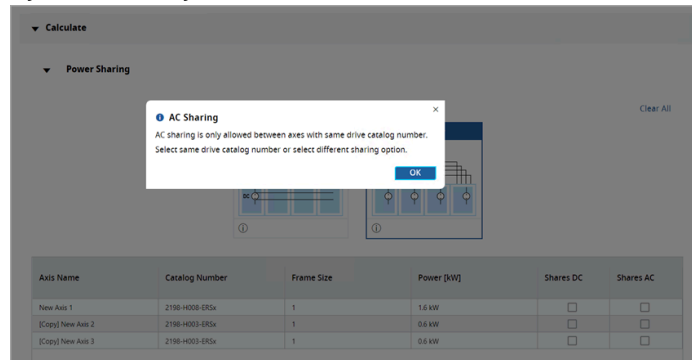 Calculate
Power Sharing
Clear All
AC Sharing
×
AC sharing is only allowed between axes with same drive catalog number.
Select same drive catalog number or select different sharing option.
OK
DC
Axis Name Catalog Number Frame Size Power [kW] Shares DC Shares AC
New Axis 1 2198-H008-ERSx 1 1.6 kW
[Copy] New Axis 2 2198-H003-ERSx 1 0.6 kW
[Copy] New Axis 3 2198-H003-ERSx 1 0.6 kW